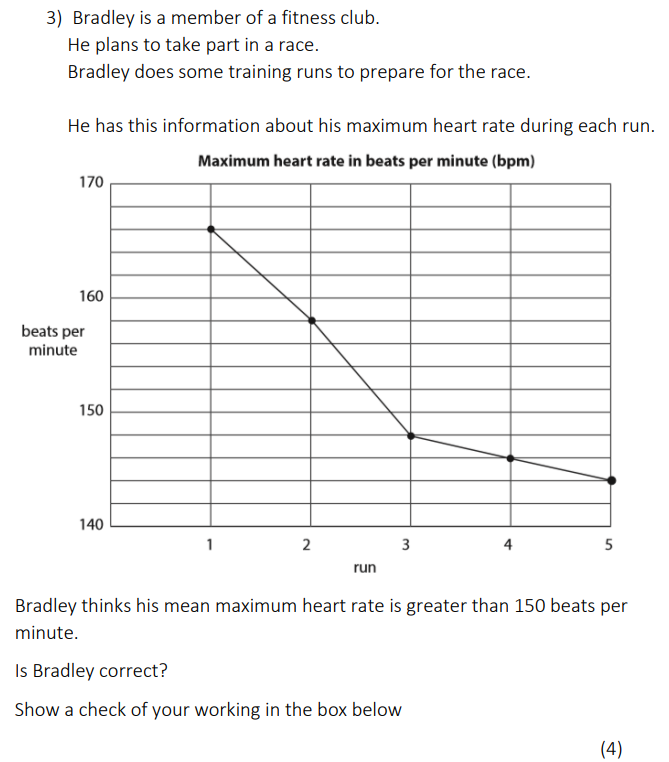 3) Bradley is a member of a fitness club.
He plans to take part in a race.
Bradley does some training runs to prepare for the race.
He has this information about his maximum heart rate during each run.
Maximum heart rate in beats per minute (bpm)
170
160
beats per
minute
150
140
1 2 3 4 5
run
Bradley thinks his mean maximum heart rate is greater than 150 beats per
minute.
Is Bradley correct?
Show a check of your working in the box below
(4)